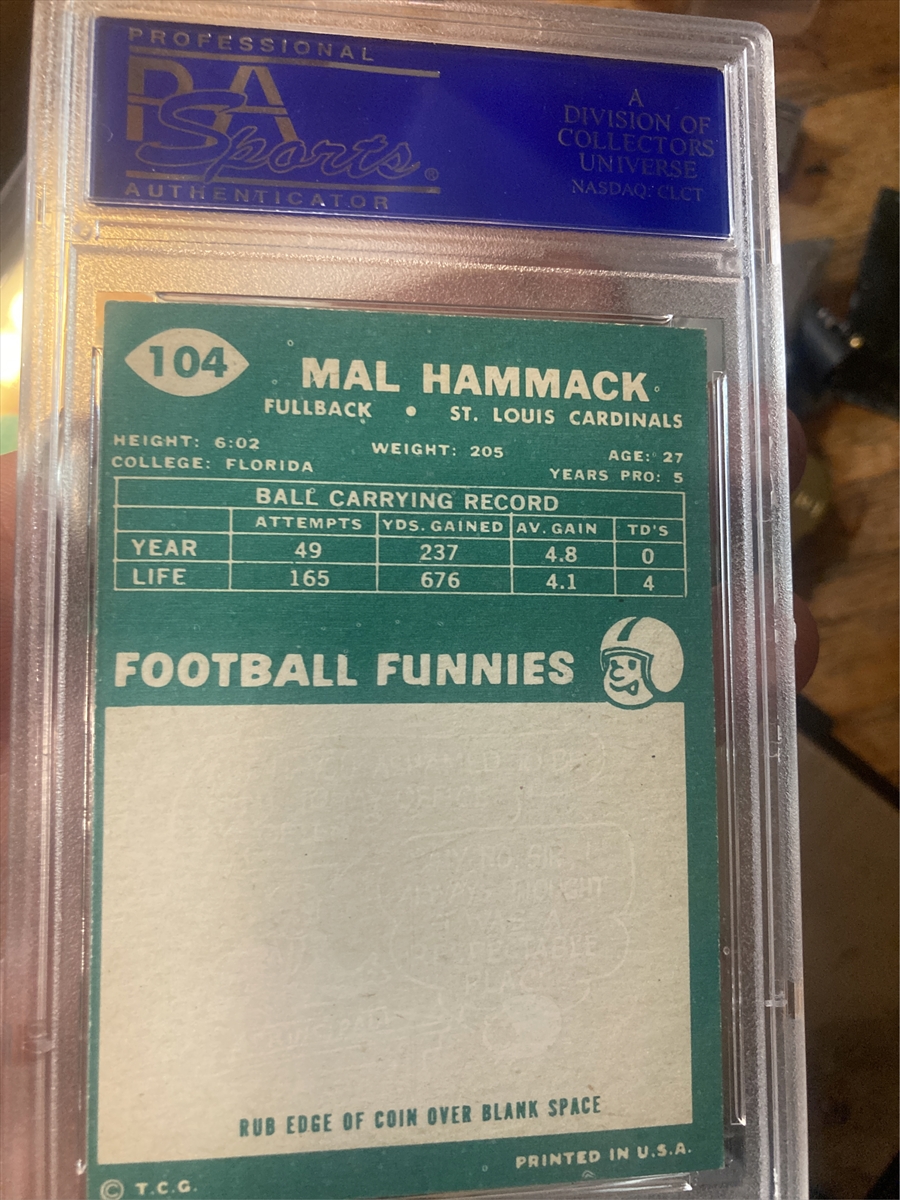 PROFESSIONAL
PSA
Sports®
AUTHENTICATOR
A
DIVISION OF
COLLECTORS
UNIVERSE
NASDAQ: CLCT
104
MAL HAMMACK
FULLBACK • ST. LOUIS CARDINALS
HEIGHT: 6:02 WEIGHT: 205 AGE: 27
COLLEGE: FLORIDA YEARS PRO: 5
BALL CARRYING RECORD
ATTEMPTS YDS. GAINED AV. GAIN TD'S
YEAR 49 237 4.8 0
LIFE 165 676 4.1 4
FOOTBALL FUNNIES
ALWAYS THOUGHT
A
PLACE
RUB EDGE OF COIN OVER BLANK SPACE
PRINTED IN U.S.A.
© T.C.G.